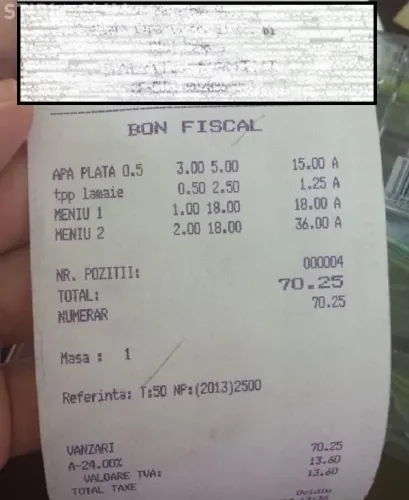 BON FISCAL
APA PLATA 0.5 3.00 5.00 15.00 A
tpp lamaie 0.50 2.50 1.25 A
MENIU 1 1.00 18.00 18.00 A
MENIU 2 2.00 18.00 36.00 A
NR. POZITII: 000004
TOTAL: 70.25
NUMERAR 70.25
Masa : 1
Referinta: T:50 NP:(2013)2500
VANZARI 70.25
A-24.00% 13.60
VALOARE TVA: 13.60
TOTAL TAXE
Ovidiu